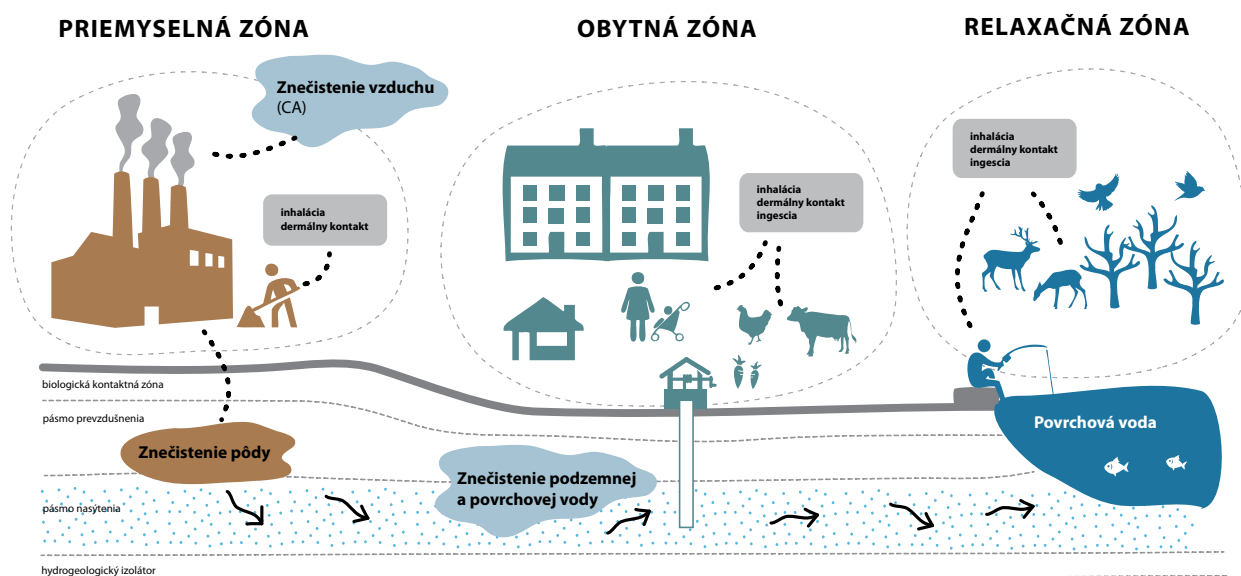 PRIEMYSELNÁ ZÓNA
OBYTNÁ ZÓNA
RELAXAČNÁ ZÓNA
Znečistenie vzduchu
(CA)
inhalácia
dermálny kontakt
inhalácia
dermálny kontakt
ingescia
inhalácia
dermálny kontakt
ingescia
biologická kontaktná zóna
pásmo prevzdušnenia
Znečistenie pôdy
Znečistenie podzemnej
a povrchovej vody
Povrchová voda
pásmo nasýtenia
hydrogeologický izolátor